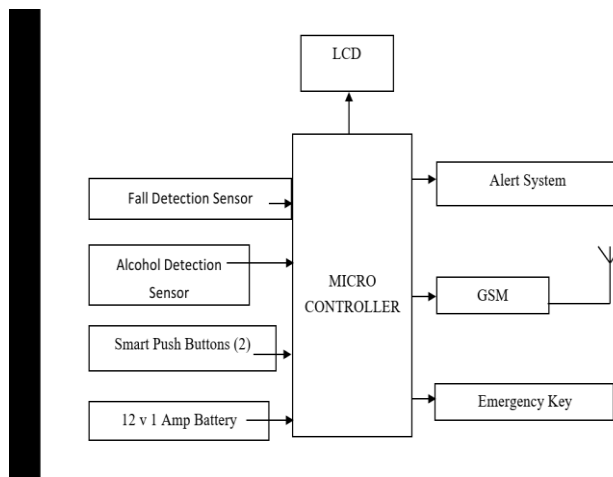 LCD
Fall Detection Sensor
Alert System
Alcohol Detection
Sensor
MICRO
CONTROLLER
GSM
Smart Push Buttons (2)
12 v 1 Amp Battery
Emergency Key